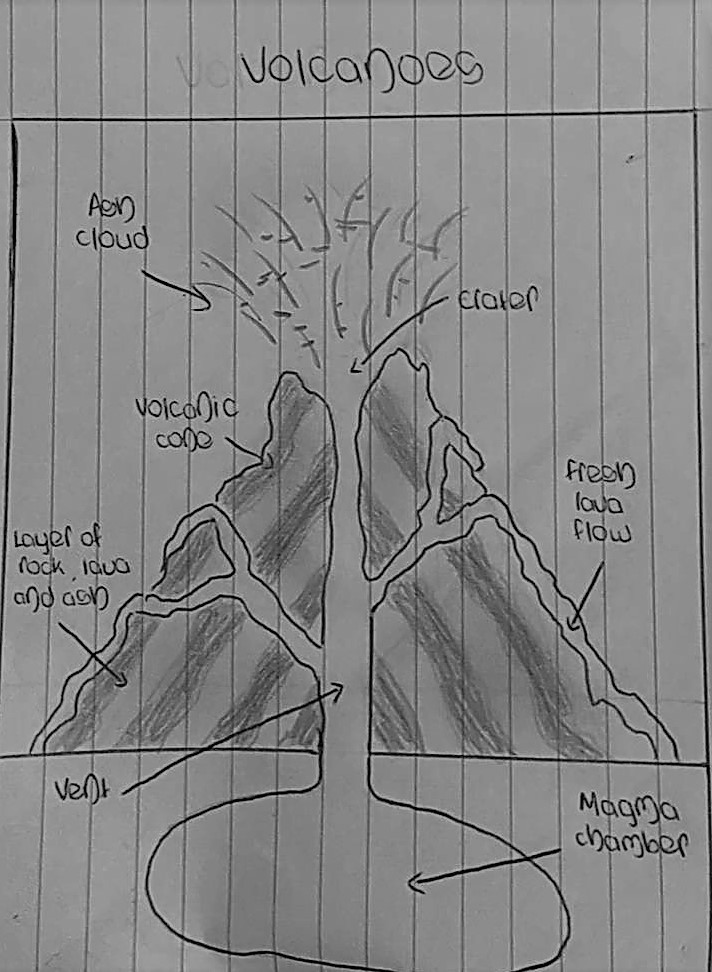 Volcanoes
Ash
cloud
crater
Volcanic
cone
Fresh
lava
flow
Layer of
rock, lava
and ash
Vent
Magma
chamber